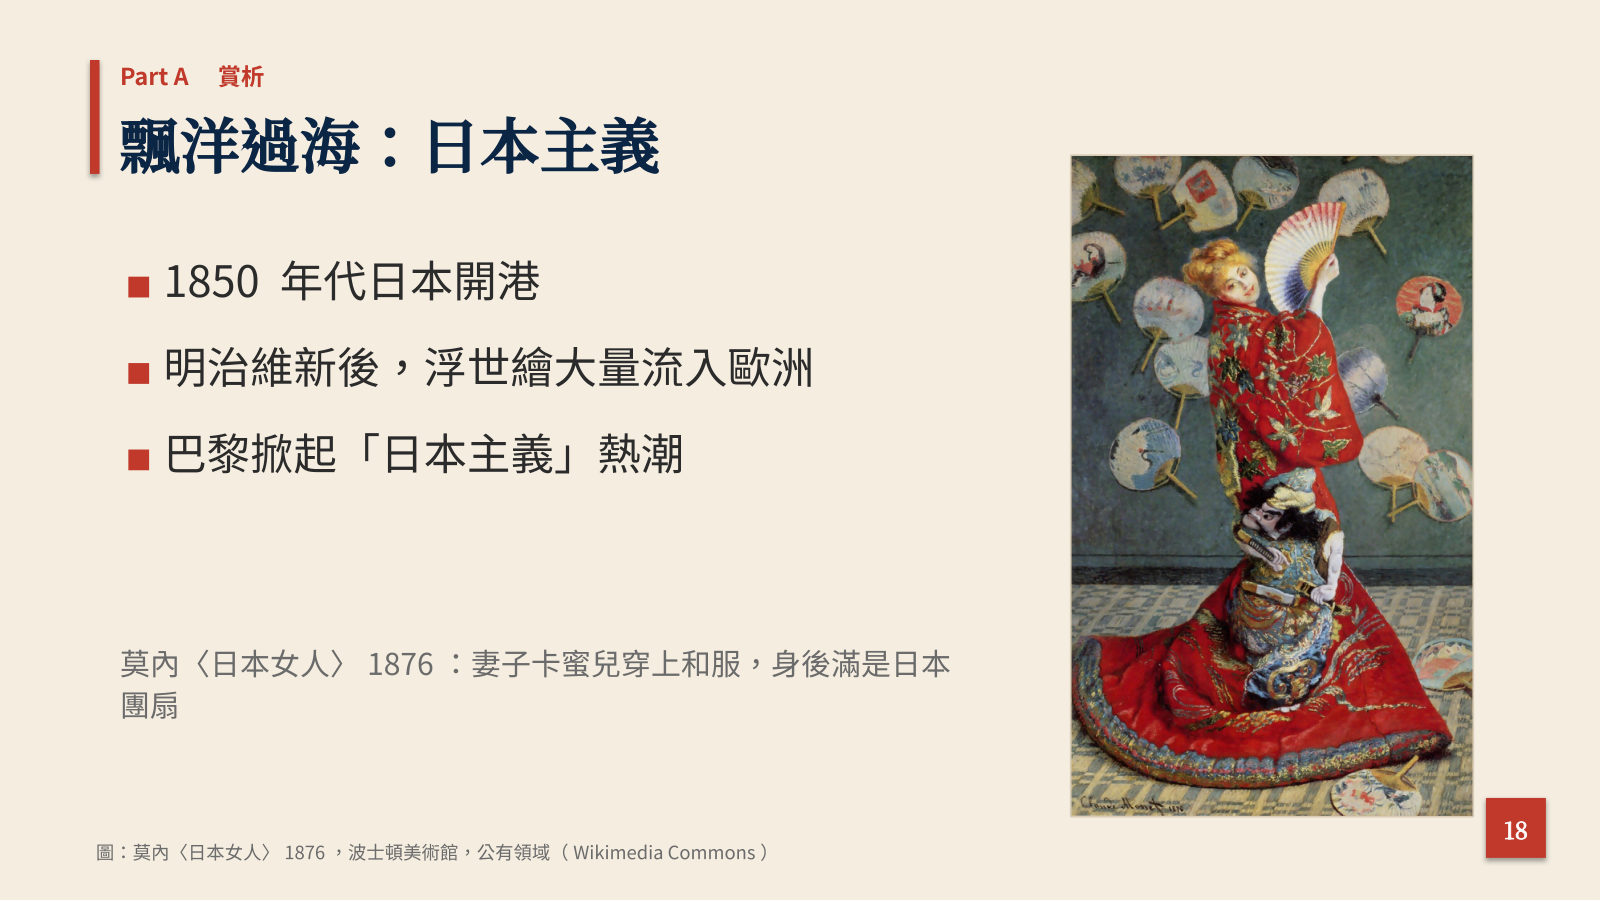 Part A 賞析
飄洋過海：日本主義
1850 年代日本開港
明治維新後，浮世繪大量流入歐洲
巴黎掀起「日本主義」熱潮
莫內〈日本女人〉 1876 ：妻子卡蜜兒穿上和服，身後滿是日本
團扇
Claude Monet 1876
圖：莫內〈日本女人〉 1876 ，波士頓美術館，公有領域（ Wikimedia Commons ）
18